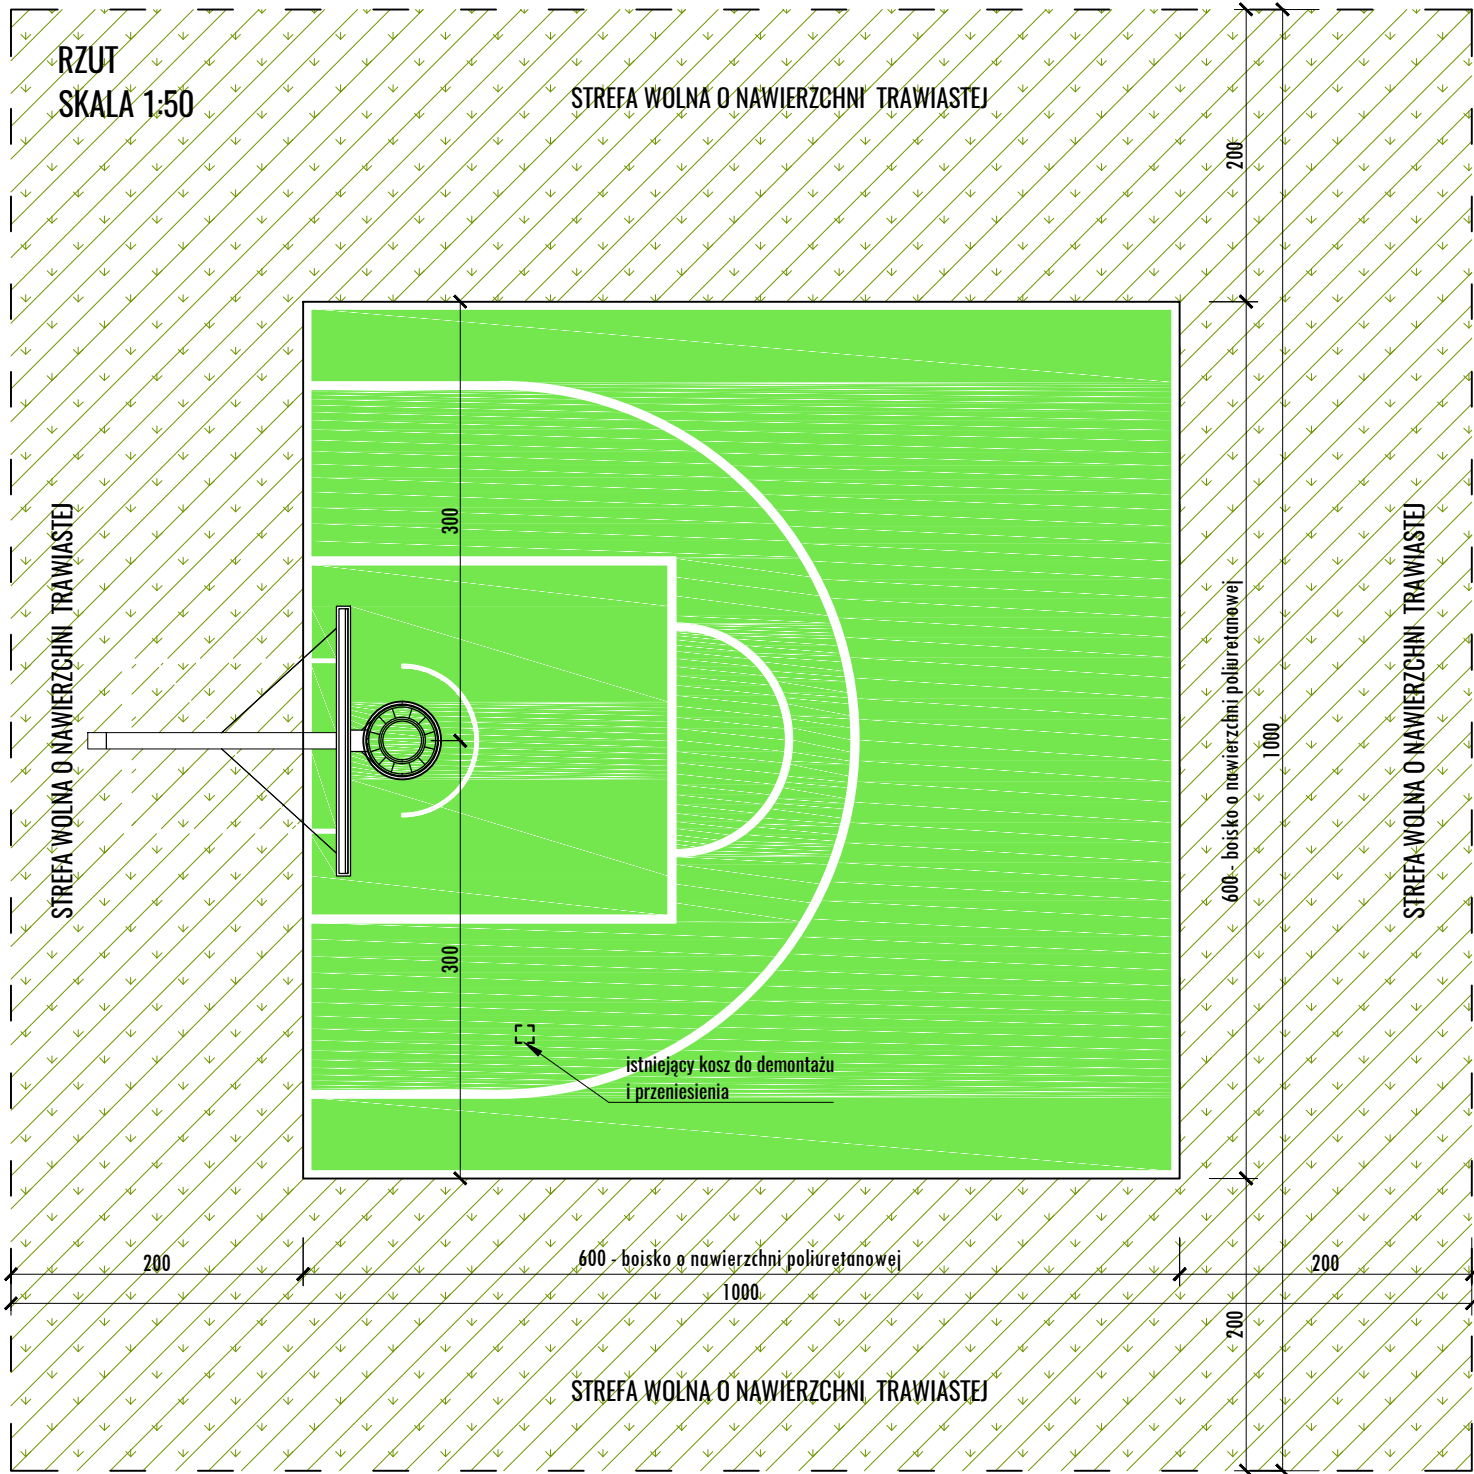 RZUT
SKALA 1:50
STREFA WOLNA O NAWIERZCHNI TRAWIASTEJ
200
300
STREFA WOLNA O NAWIERZCHNI TRAWIASTEJ
600 - boisko o nawierzchni poliuretanowej
1000
STREFA WOLNA O NAWIERZCHNI TRAWIASTEJ
300
istniejący kosz do demontażu
i przeniesienia
200
600 - boisko o nawierzchni poliuretanowej
200
1000
200
STREFA WOLNA O NAWIERZCHNI TRAWIASTEJ